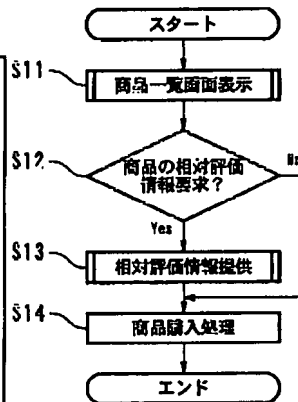 スタート
S11
商品一覧画面表示
S12
商品の相対評価
情報要求?
No
Yes
S13
相対評価情報提供
S14
商品購入処理
エンド